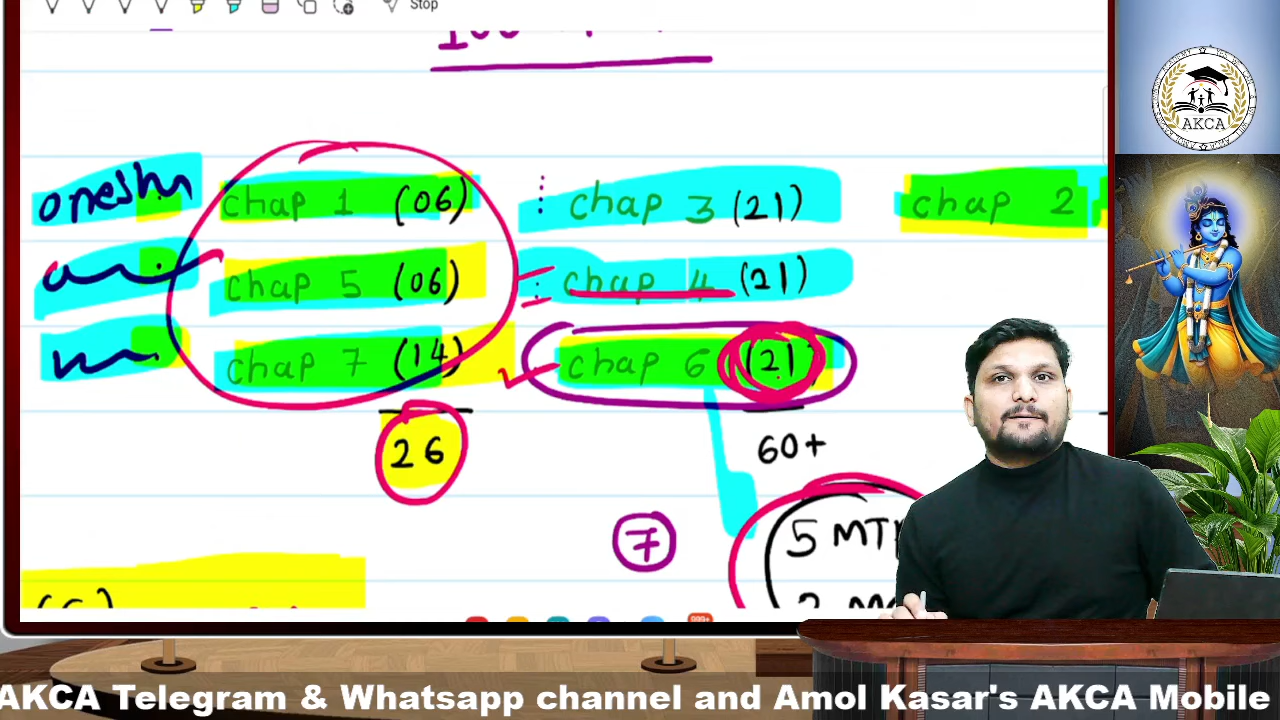 Stop
oneshn chap 1 (06) chap 3 (21) chap 2
chap 5 (06) chap 4 (21)
chap 7 (14) chap 6 (21)
26 60+
7 5 MT
AKCA
AKCA Telegram & Whatsapp channel and Amol Kasar's AKCA Mobile